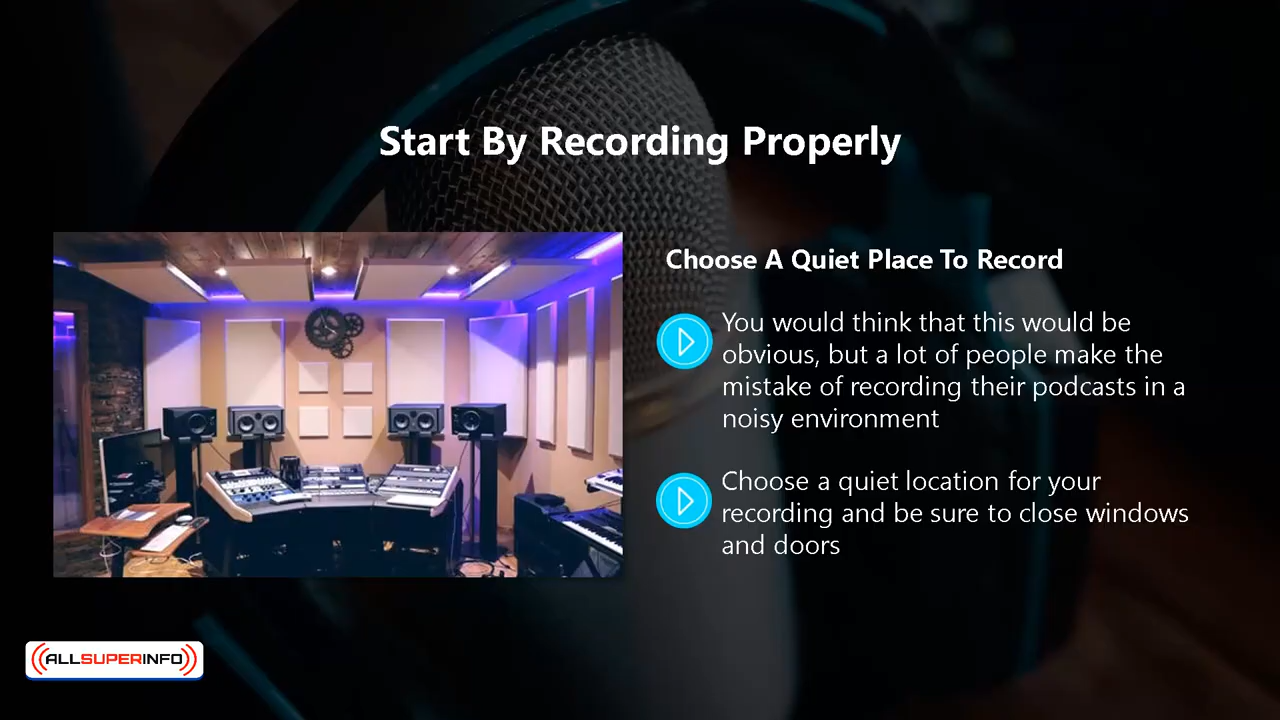 Start By Recording Properly
Choose A Quiet Place To Record
You would think that this would be
obvious, but a lot of people make the
mistake of recording their podcasts in a
noisy environment
Choose a quiet location for your
recording and be sure to close windows
and doors
ALLSUPERINFO